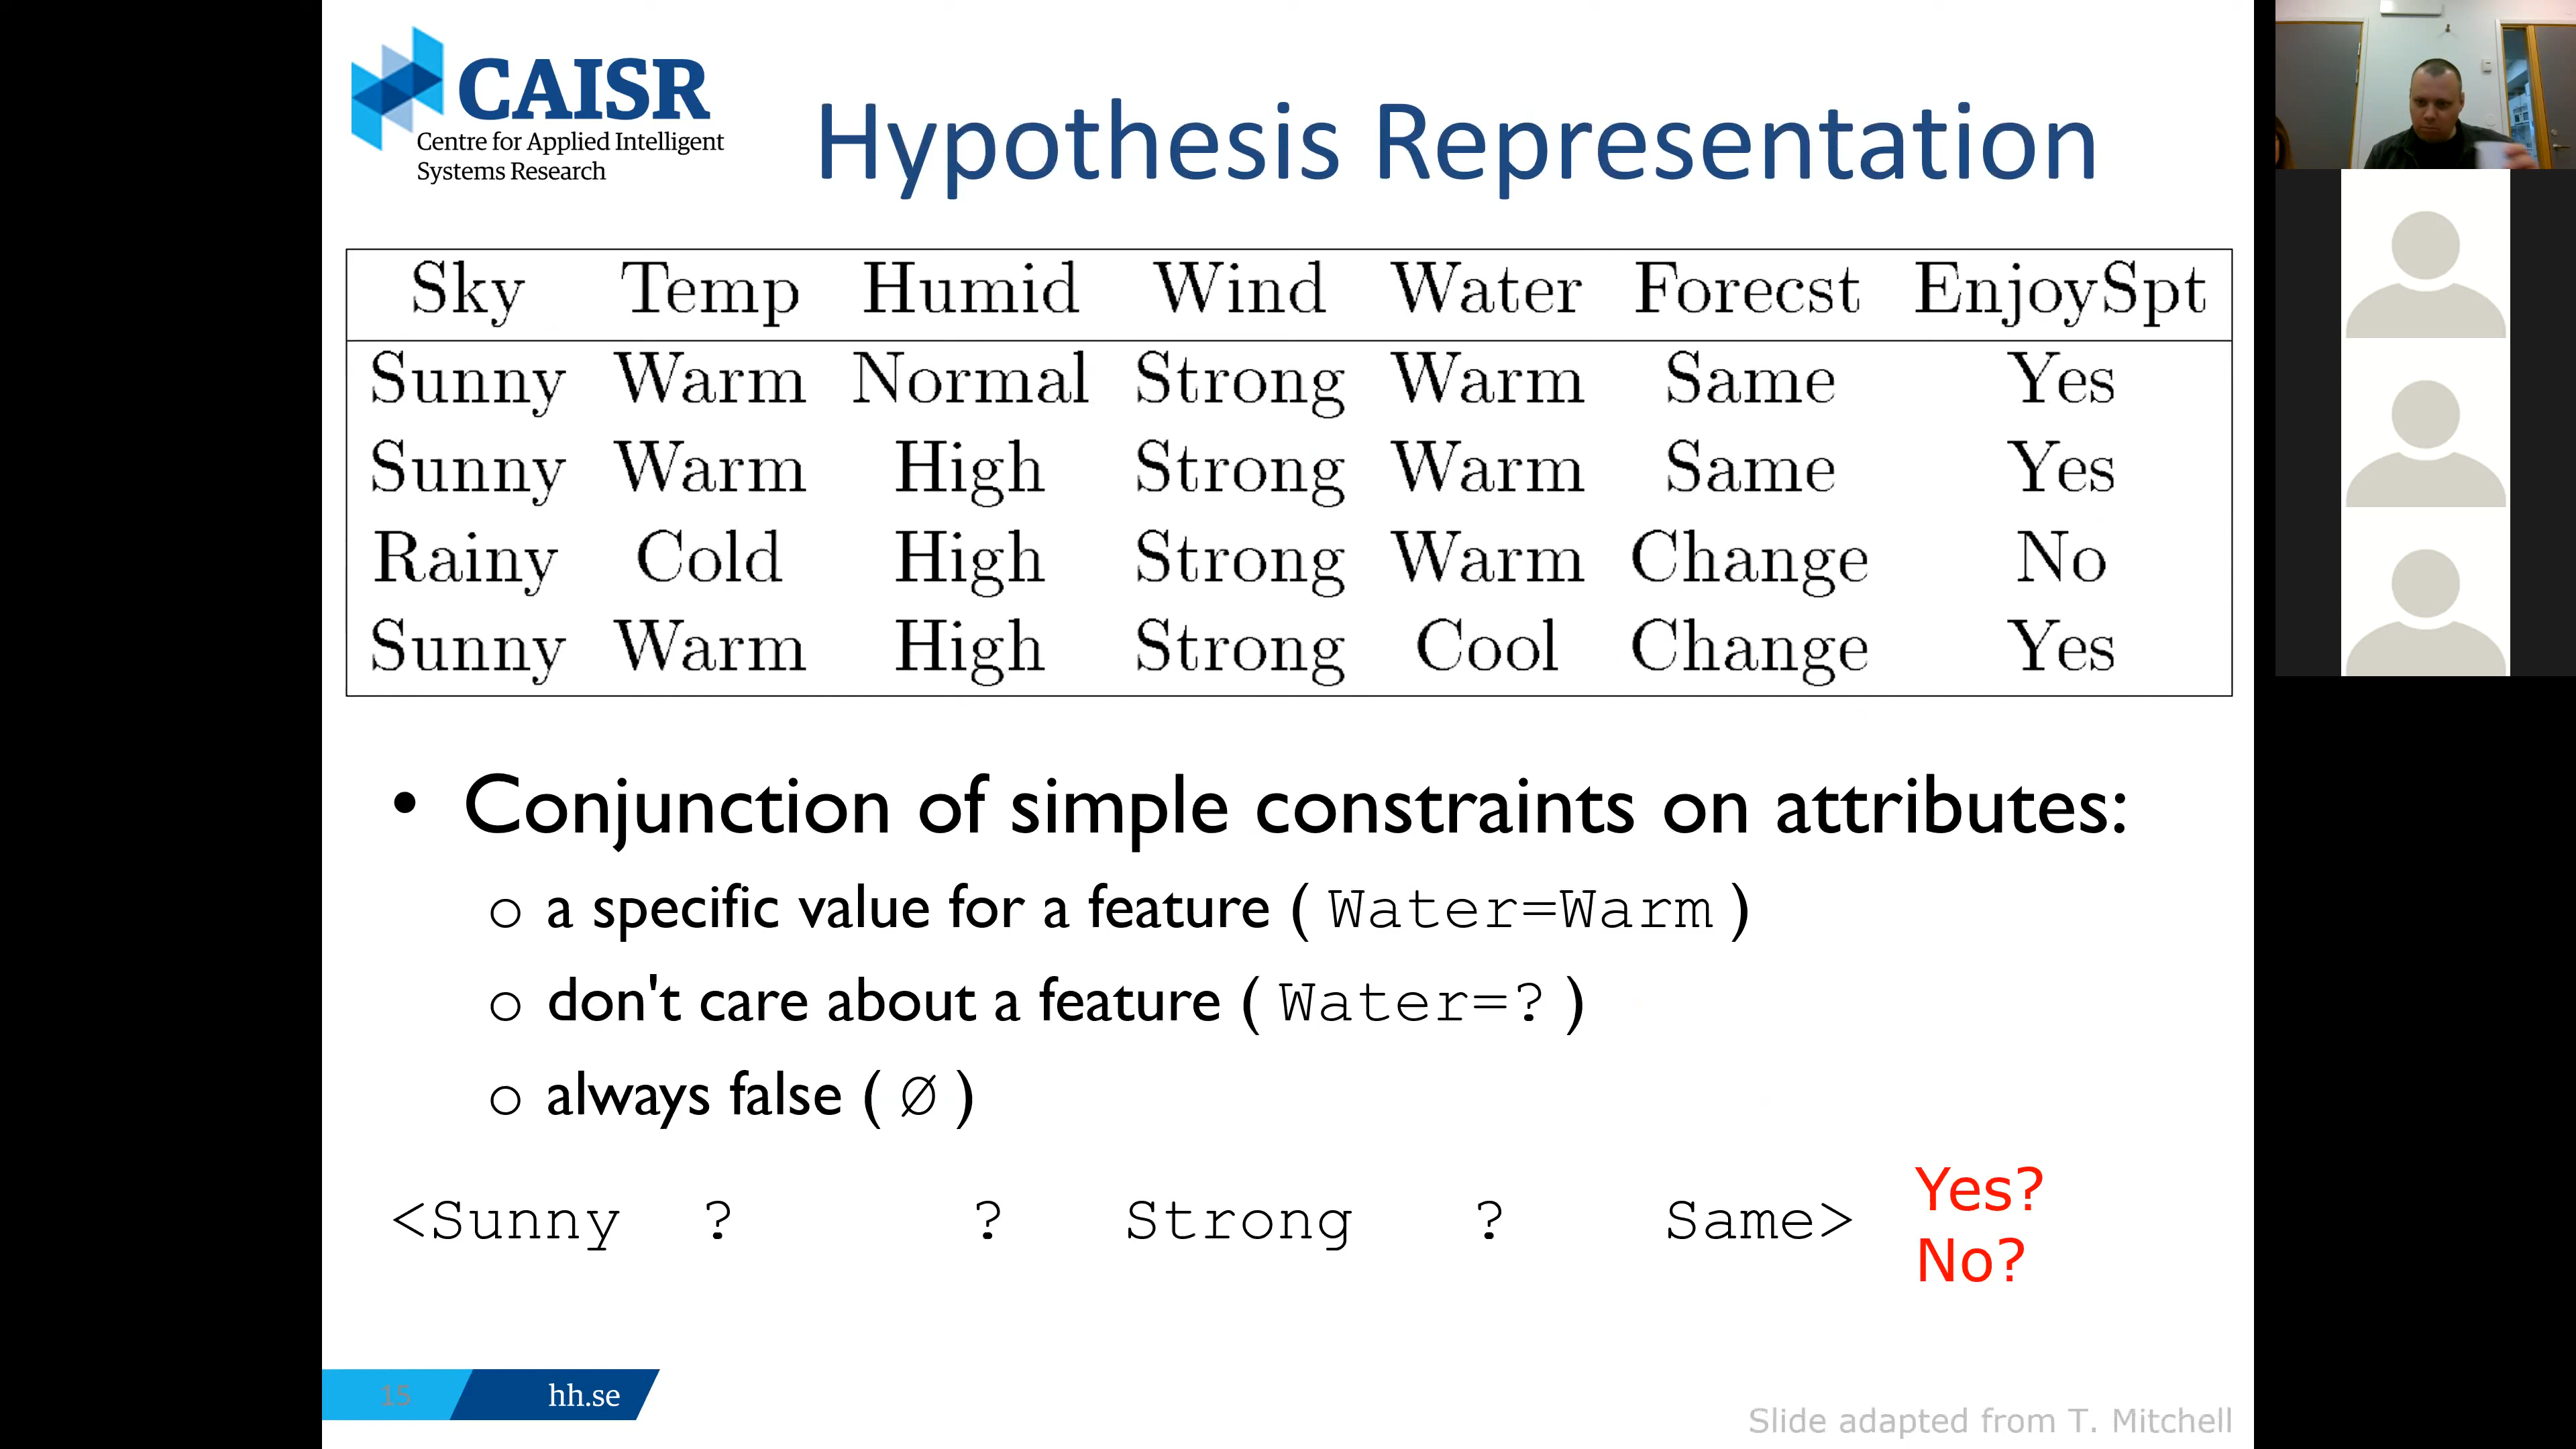 CAISR
Centre for Applied Intelligent
Systems Research
Hypothesis Representation
Sky Temp Humid Wind Water Forecst EnjoySpt
Sunny Warm Normal Strong Warm Same Yes
Sunny Warm High Strong Warm Same Yes
Rainy Cold High Strong Warm Change No
Sunny Warm High Strong Cool Change Yes
• Conjunction of simple constraints on attributes:
o a specific value for a feature ( Water=Warm )
o don't care about a feature ( Water=? )
o always false ( Ø )
<Sunny ? ? Strong ? Same>
Yes?
No?
15
hh.se
Slide adapted from T. Mitchell